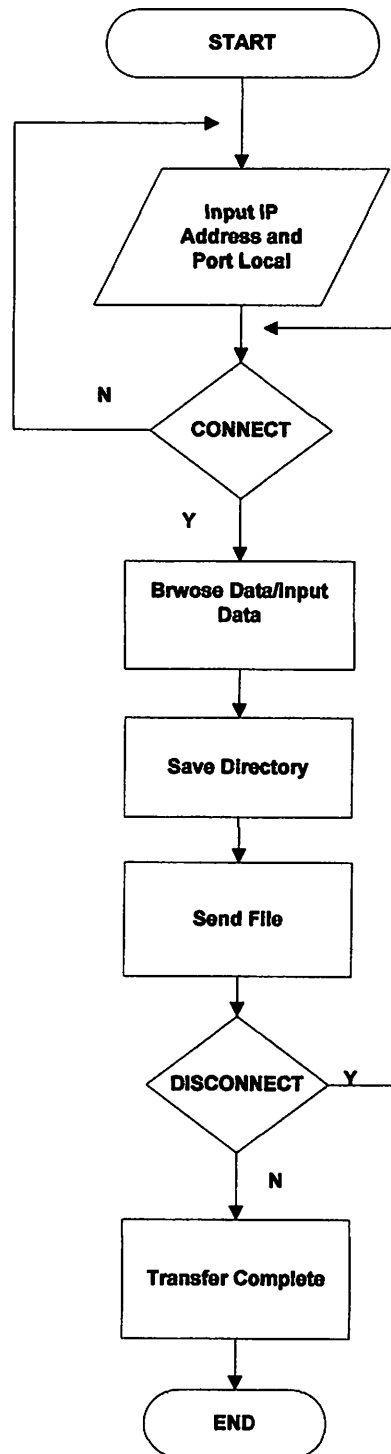 START
Input IP
Address and
Port Local
N
CONNECT
Y
Brwose Data/Input
Data
Save Directory
Send File
DISCONNECT
Y
N
Transfer Complete
END